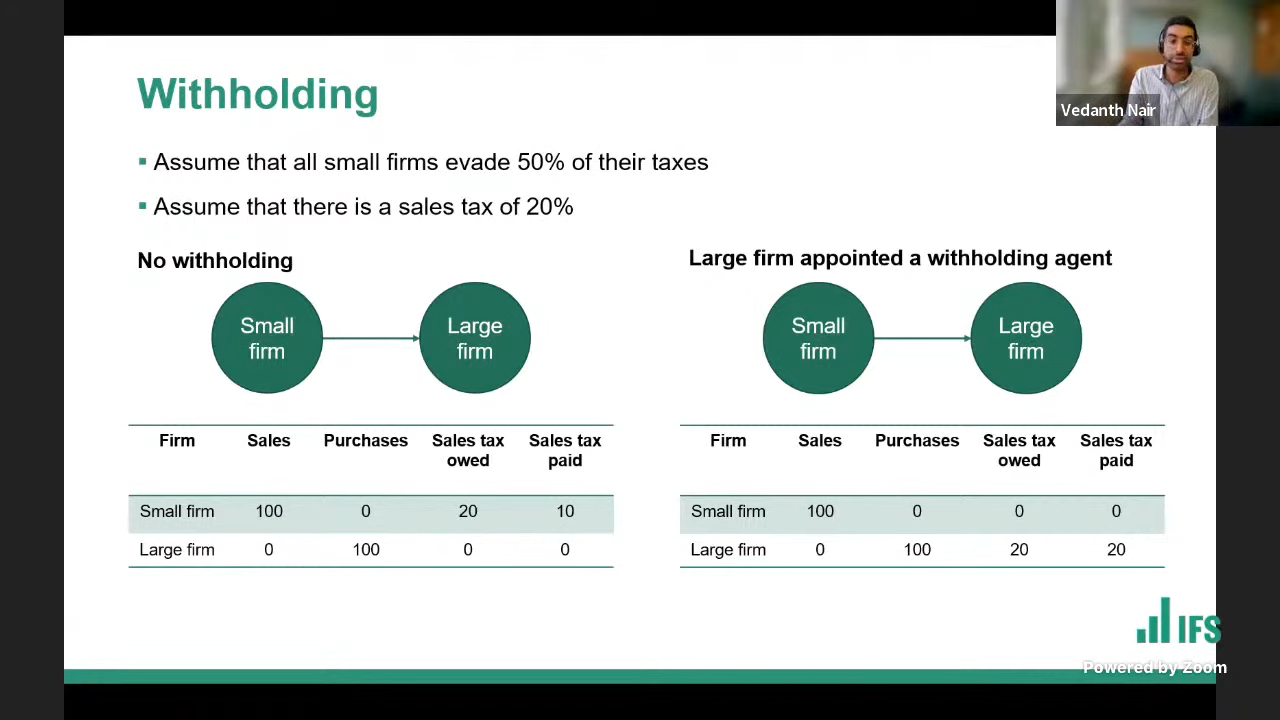 Withholding
Vedanth Nair
▪ Assume that all small firms evade 50% of their taxes
▪ Assume that there is a sales tax of 20%
No withholding
Small
firm
Large
firm
Firm Sales Purchases Sales tax owed Sales tax paid
Small firm 100 0 20 10
Large firm 0 100 0 0
Large firm appointed a withholding agent
Small
firm
Large
firm
Firm Sales Purchases Sales tax owed Sales tax paid
Small firm 100 0 0 0
Large firm 0 100 20 20
IFS
Powered by Zoom